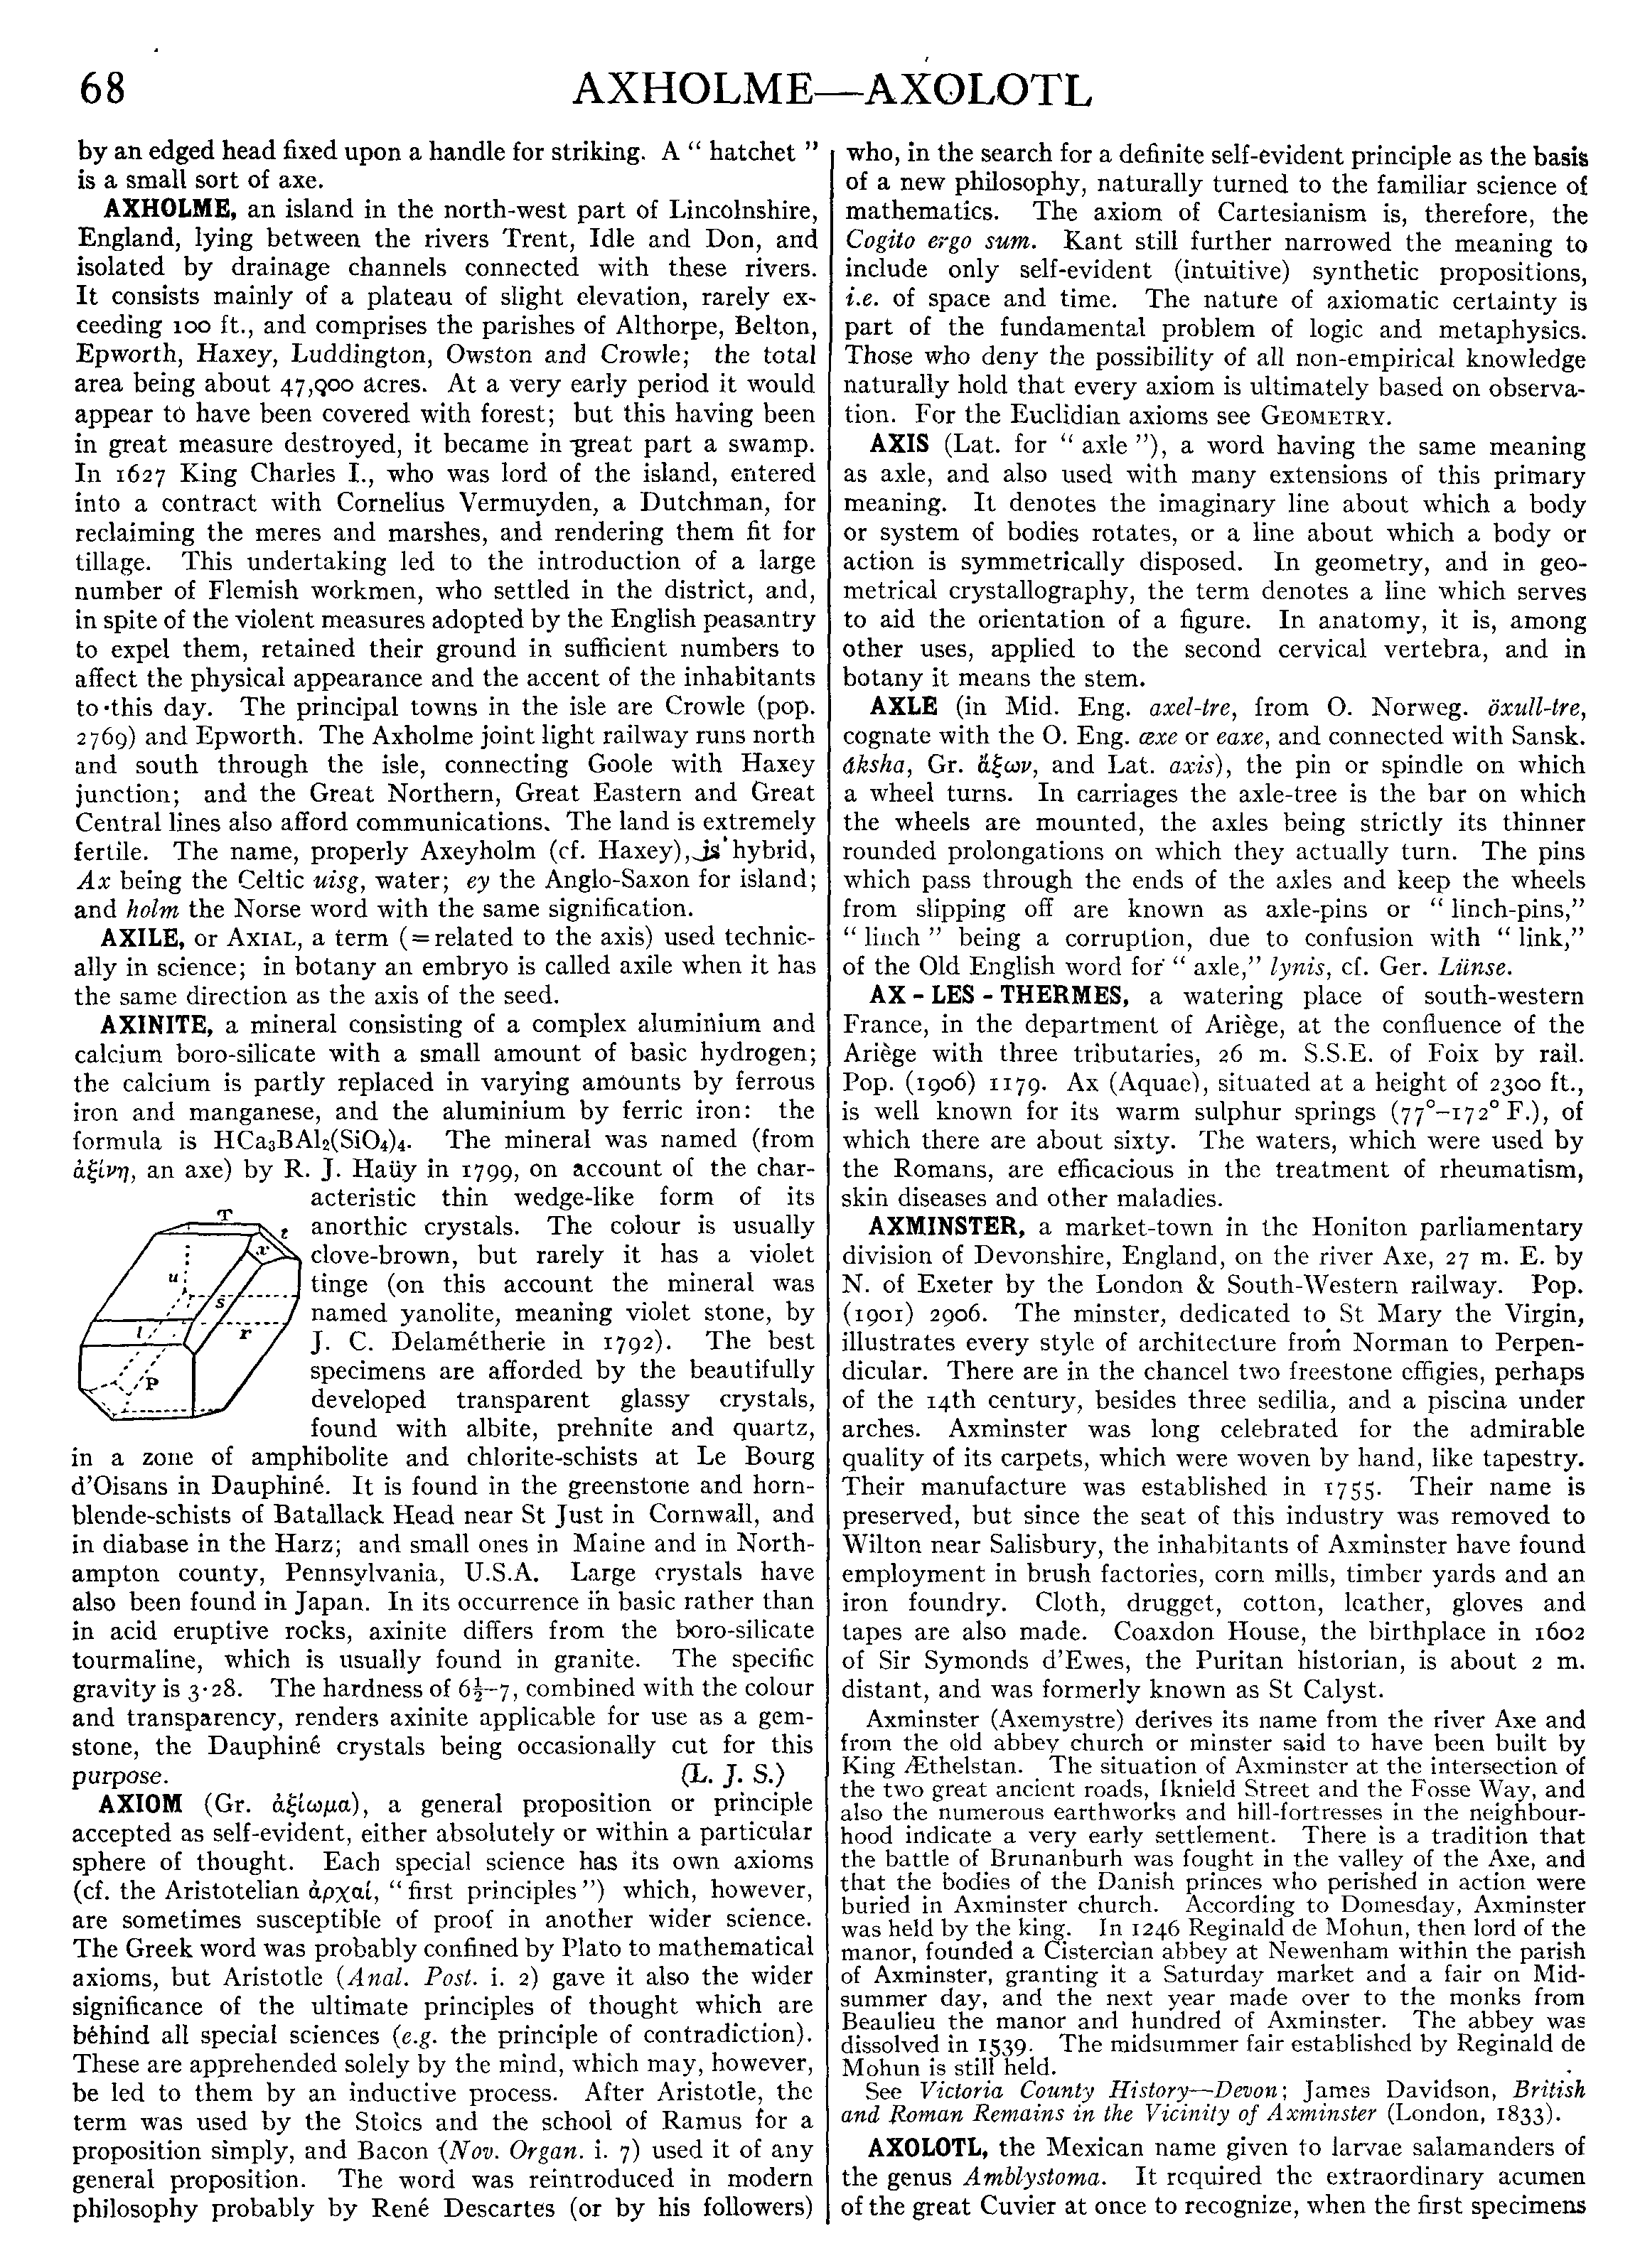 68
AXHOLME—AXOLOTL
by an edged head fixed upon a handle for striking. A “ hatchet ”
is a small sort of axe.
AXHOLME, an island in the north-west part of Lincolnshire,
England, lying between the rivers Trent, Idle and Don, and
isolated by drainage channels connected with these rivers.
It consists mainly of a plateau of slight elevation, rarely ex-
ceeding 100 ft., and comprises the parishes of Althorpe, Belton,
Epworth, Haxey, Luddington, Owston and Crowle; the total
area being about 47,900 acres. At a very early period it would
appear to have been covered with forest; but this having been
in great measure destroyed, it became in great part a swamp.
In 1627 King Charles I., who was lord of the island, entered
into a contract with Cornelius Vermuyden, a Dutchman, for
reclaiming the meres and marshes, and rendering them fit for
tillage. This undertaking led to the introduction of a large
number of Flemish workmen, who settled in the district, and,
in spite of the violent measures adopted by the English peasantry
to expel them, retained their ground in sufficient numbers to
affect the physical appearance and the accent of the inhabitants
to this day. The principal towns in the isle are Crowle (pop.
2769) and Epworth. The Axholme joint light railway runs north
and south through the isle, connecting Goole with Haxey
junction; and the Great Northern, Great Eastern and Great
Central lines also afford communications. The land is extremely
fertile. The name, properly Axeyholm (cf. Haxey), is hybrid,
Ax being the Celtic uisg, water; ey the Anglo-Saxon for island;
and holm the Norse word with the same signification.
AXILE, or AXIAL, a term (=related to the axis) used technic-
ally in science; in botany an embryo is called axile when it has
the same direction as the axis of the seed.
AXINITE, a mineral consisting of a complex aluminium and
calcium boro-silicate with a small amount of basic hydrogen;
the calcium is partly replaced in varying amounts by ferrous
iron and manganese, and the aluminium by ferric iron: the
formula is HCa₃BAl₂(SiO₄)₄. The mineral was named (from
ἀξίνη, an axe) by R. J. Haüy in 1799, on account of the char-
acteristic thin wedge-like form of its
anorthic crystals. The colour is usually
clove-brown, but rarely it has a violet
tinge (on this account the mineral was
named yanolite, meaning violet stone, by
J. C. Delamétherie in 1792). The best
specimens are afforded by the beautifully
developed transparent glassy crystals,
found with albite, prehnite and quartz,
T
t
x
u
s
l
r
P
in a zone of amphibolite and chlorite-schists at Le Bourg
d’Oisans in Dauphiné. It is found in the greenstone and horn-
blende-schists of Batallack Head near St Just in Cornwall, and
in diabase in the Harz; and small ones in Maine and in North-
ampton county, Pennsylvania, U.S.A. Large crystals have
also been found in Japan. In its occurrence in basic rather than
in acid eruptive rocks, axinite differs from the boro-silicate
tourmaline, which is usually found in granite. The specific
gravity is 3·28. The hardness of 6½–7, combined with the colour
and transparency, renders axinite applicable for use as a gem-
stone, the Dauphiné crystals being occasionally cut for this
purpose. (L. J. S.)
AXIOM (Gr. ἀξίωμα), a general proposition or principle
accepted as self-evident, either absolutely or within a particular
sphere of thought. Each special science has its own axioms
(cf. the Aristotelian ἀρχαί, “first principles”) which, however,
are sometimes susceptible of proof in another wider science.
The Greek word was probably confined by Plato to mathematical
axioms, but Aristotle (Anal. Post. i. 2) gave it also the wider
significance of the ultimate principles of thought which are
behind all special sciences (e.g. the principle of contradiction).
These are apprehended solely by the mind, which may, however,
be led to them by an inductive process. After Aristotle, the
term was used by the Stoics and the school of Ramus for a
proposition simply, and Bacon (Nov. Organ. i. 7) used it of any
general proposition. The word was reintroduced in modern
philosophy probably by René Descartes (or by his followers)
who, in the search for a definite self-evident principle as the basis
of a new philosophy, naturally turned to the familiar science of
mathematics. The axiom of Cartesianism is, therefore, the
Cogito ergo sum. Kant still further narrowed the meaning to
include only self-evident (intuitive) synthetic propositions,
i.e. of space and time. The nature of axiomatic certainty is
part of the fundamental problem of logic and metaphysics.
Those who deny the possibility of all non-empirical knowledge
naturally hold that every axiom is ultimately based on observa-
tion. For the Euclidian axioms see GEOMETRY.
AXIS (Lat. for “ axle ”), a word having the same meaning
as axle, and also used with many extensions of this primary
meaning. It denotes the imaginary line about which a body
or system of bodies rotates, or a line about which a body or
action is symmetrically disposed. In geometry, and in geo-
metrical crystallography, the term denotes a line which serves
to aid the orientation of a figure. In anatomy, it is, among
other uses, applied to the second cervical vertebra, and in
botany it means the stem.
AXLE (in Mid. Eng. axel-tre, from O. Norweg. öxull-tre,
cognate with the O. Eng. œxe or eaxe, and connected with Sansk.
áksha, Gr. ἄξων, and Lat. axis), the pin or spindle on which
a wheel turns. In carriages the axle-tree is the bar on which
the wheels are mounted, the axles being strictly its thinner
rounded prolongations on which they actually turn. The pins
which pass through the ends of the axles and keep the wheels
from slipping off are known as axle-pins or “ linch-pins,”
“ linch ” being a corruption, due to confusion with “ link,”
of the Old English word for “ axle,” lynis, cf. Ger. Lünse.
AX-LES-THERMES, a watering place of south-western
France, in the department of Ariège, at the confluence of the
Ariège with three tributaries, 26 m. S.S.E. of Foix by rail.
Pop. (1906) 1179. Ax (Aquae), situated at a height of 2300 ft.,
is well known for its warm sulphur springs (77°–172° F.), of
which there are about sixty. The waters, which were used by
the Romans, are efficacious in the treatment of rheumatism,
skin diseases and other maladies.
AXMINSTER, a market-town in the Honiton parliamentary
division of Devonshire, England, on the river Axe, 27 m. E. by
N. of Exeter by the London & South-Western railway. Pop.
(1901) 2906. The minster, dedicated to St Mary the Virgin,
illustrates every style of architecture from Norman to Perpen-
dicular. There are in the chancel two freestone effigies, perhaps
of the 14th century, besides three sedilia, and a piscina under
arches. Axminster was long celebrated for the admirable
quality of its carpets, which were woven by hand, like tapestry.
Their manufacture was established in 1755. Their name is
preserved, but since the seat of this industry was removed to
Wilton near Salisbury, the inhabitants of Axminster have found
employment in brush factories, corn mills, timber yards and an
iron foundry. Cloth, drugget, cotton, leather, gloves and
tapes are also made. Coaxdon House, the birthplace in 1602
of Sir Symonds d’Ewes, the Puritan historian, is about 2 m.
distant, and was formerly known as St Calyst.
Axminster (Axemystre) derives its name from the river Axe and
from the old abbey church or minster said to have been built by
King Æthelstan. The situation of Axminster at the intersection of
the two great ancient roads, Iknield Street and the Fosse Way, and
also the numerous earthworks and hill-fortresses in the neighbour-
hood indicate a very early settlement. There is a tradition that
the battle of Brunanburh was fought in the valley of the Axe, and
that the bodies of the Danish princes who perished in action were
buried in Axminster church. According to Domesday, Axminster
was held by the king. In 1246 Reginald de Mohun, then lord of the
manor, founded a Cistercian abbey at Newenham within the parish
of Axminster, granting it a Saturday market and a fair on Mid-
summer day, and the next year made over to the monks from
Beaulieu the manor and hundred of Axminster. The abbey was
dissolved in 1539. The midsummer fair established by Reginald de
Mohun is still held.
See Victoria County History—Devon; James Davidson, British
and Roman Remains in the Vicinity of Axminster (London, 1833).
AXOLOTL, the Mexican name given to larvae salamanders of
the genus Amblystoma. It required the extraordinary acumen
of the great Cuvier at once to recognize, when the first specimens